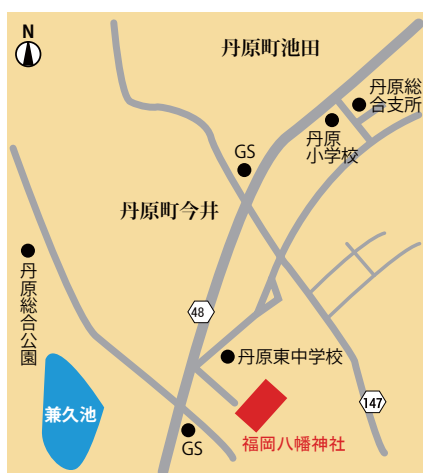 N
丹原町池田
丹原総
合支所
丹原
小学校
GS
丹原町今井
丹原総合公園
48
丹原東中学校
147
兼久池
福岡八幡神社
GS